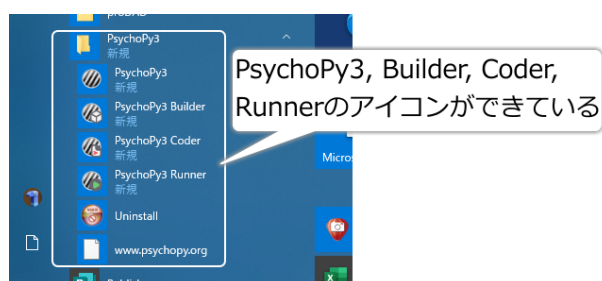 proDAD
PsychoPy3
新規
PsychoPy3
新規
PsychoPy3 Builder
新規
PsychoPy3 Coder
新規
PsychoPy3 Runner
新規
Uninstall
www.psychopy.org
PsychoPy3, Builder, Coder,
Runnerのアイコンができている